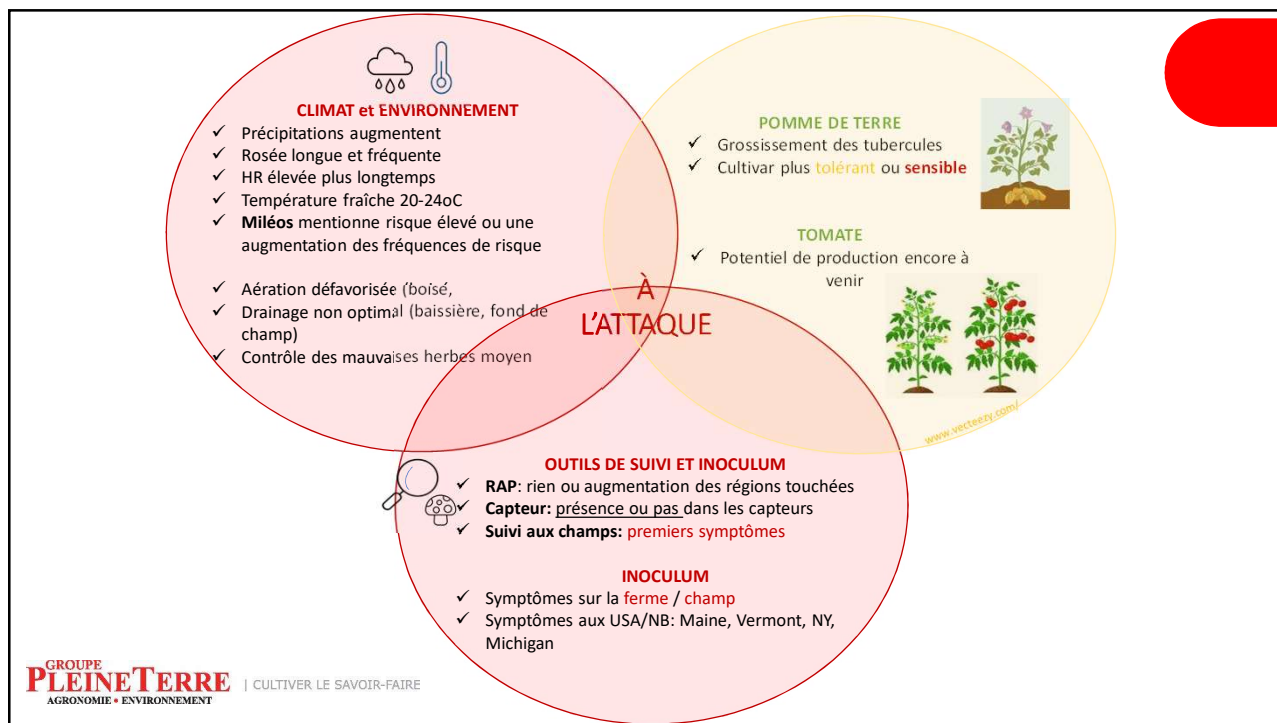 CLIMAT et ENVIRONNEMENT
✓ Précipitations augmentent
✓ Rosée longue et fréquente
✓ HR élevée plus longtemps
✓ Température fraîche 20-24oC
✓ Miléos mentionne risque élevé ou une
augmentation des fréquences de risque
✓ Aération défavorisée (boisé,
✓ Drainage non optimal (baissière, fond de
champ)
✓ Contrôle des mauvaises herbes moyen
POMME DE TERRE
✓ Grossissement des tubercules
✓ Cultivar plus tolérant ou sensible
TOMATE
✓ Potentiel de production encore à
venir
www.vecteezy.com/
À
L'ATTAQUE
OUTILS DE SUIVI ET INOCULUM
✓ RAP: rien ou augmentation des régions touchées
✓ Capteur: présence ou pas dans les capteurs
✓ Suivi aux champs: premiers symptômes
INOCULUM
✓ Symptômes sur la ferme / champ
✓ Symptômes aux USA/NB: Maine, Vermont, NY,
Michigan
GROUPE
PLEINE TERRE
AGRONOMIE • ENVIRONNEMENT
| CULTIVER LE SAVOIR-FAIRE